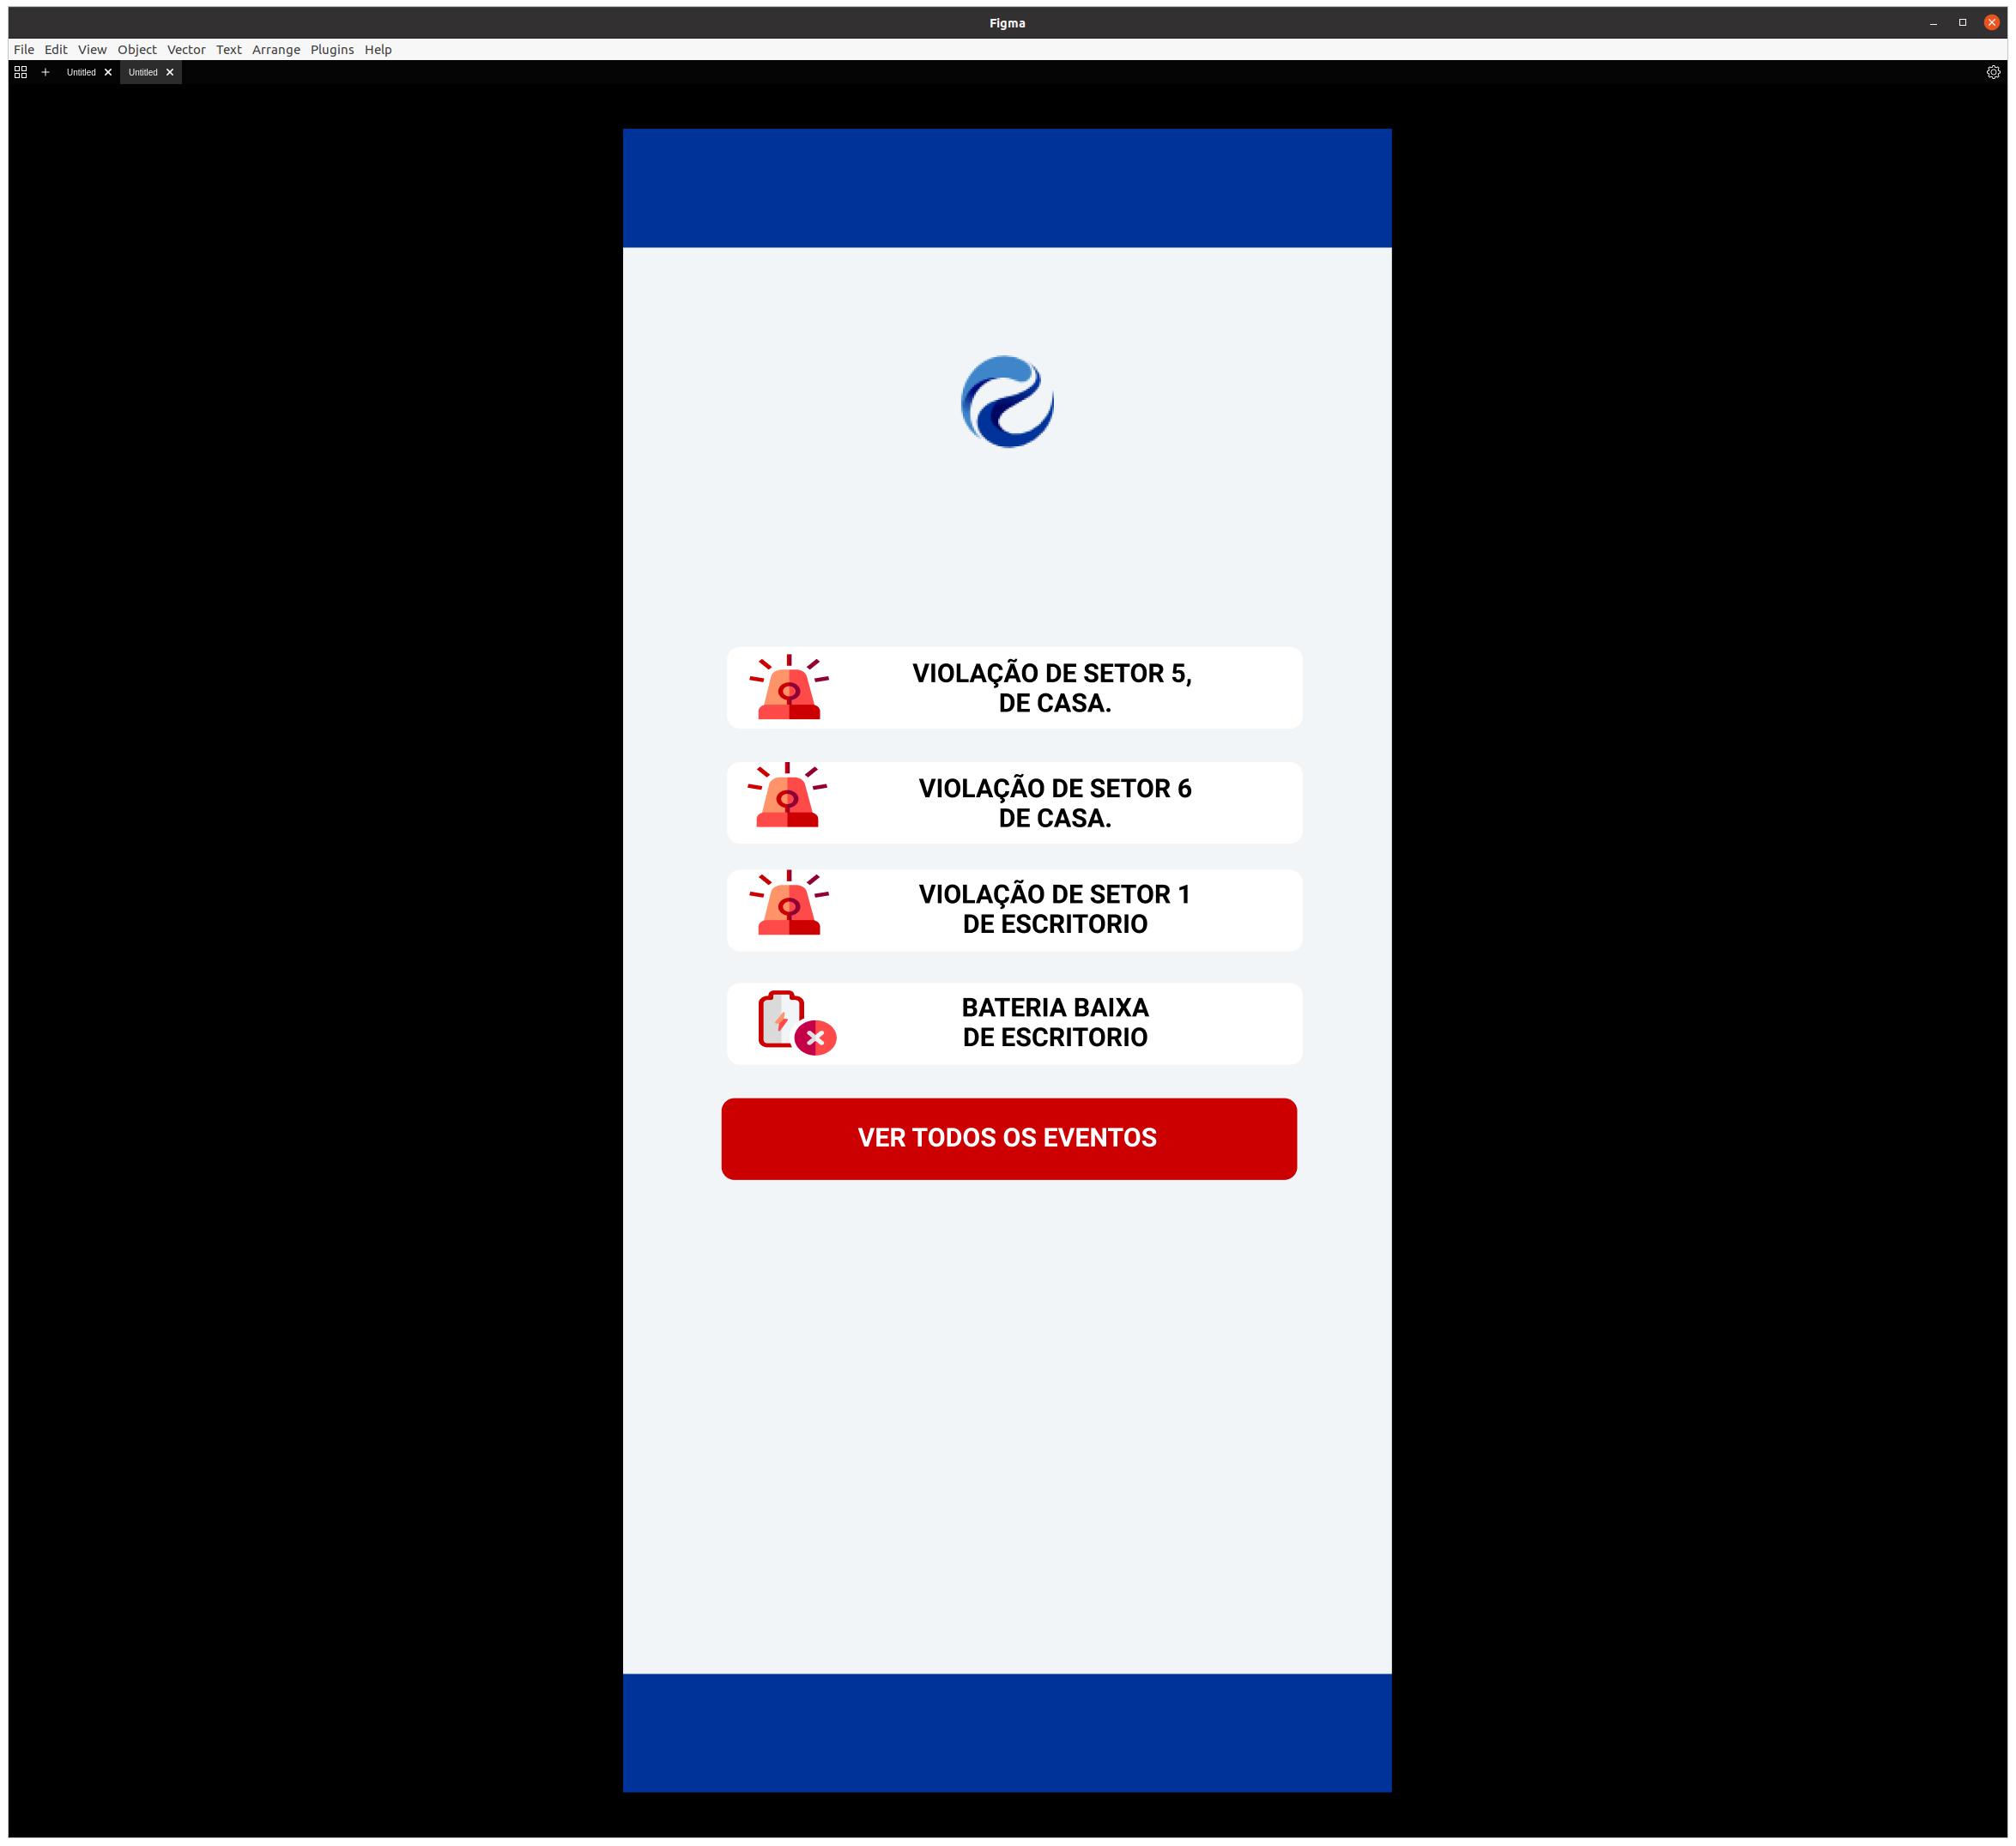 Figma
File Edit View Object Vector Text Arrange Plugins Help
Untitled Untitled
VIOLAÇÃO DE SETOR 5,
DE CASA.
VIOLAÇÃO DE SETOR 6
DE CASA.
VIOLAÇÃO DE SETOR 1
DE ESCRITORIO
BATERIA BAIXA
DE ESCRITORIO
VER TODOS OS EVENTOS